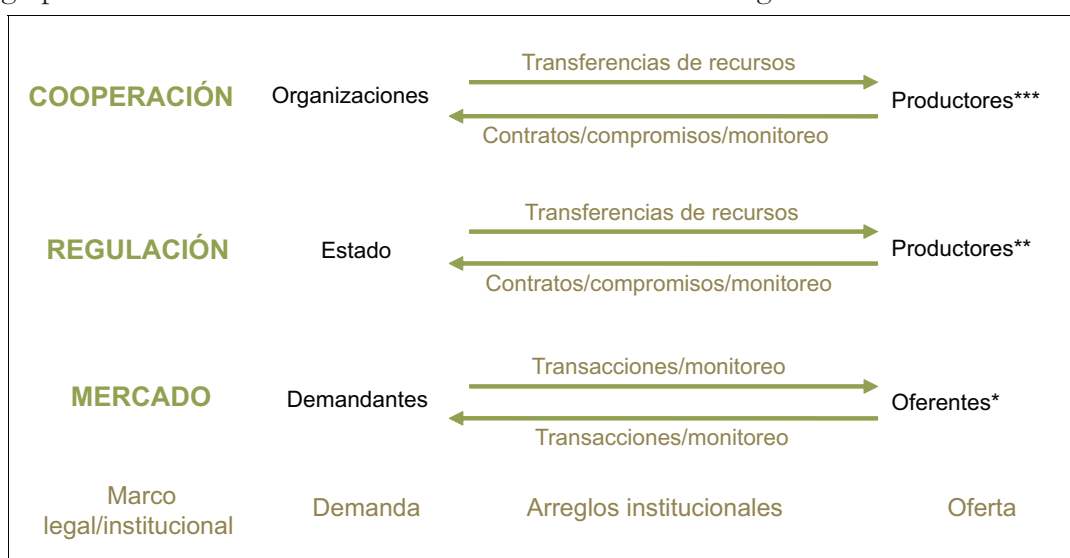 Transferencias de recursos
COOPERACIÓN Organizaciones Productores***
Contratos/compromisos/monitoreo
Transferencias de recursos
REGULACIÓN Estado Productores**
Contratos/compromisos/monitoreo
Transacciones/monitoreo
MERCADO Demandantes Oferentes*
Transacciones/monitoreo
Marco
legal/institucional Demanda Arreglos institucionales Oferta